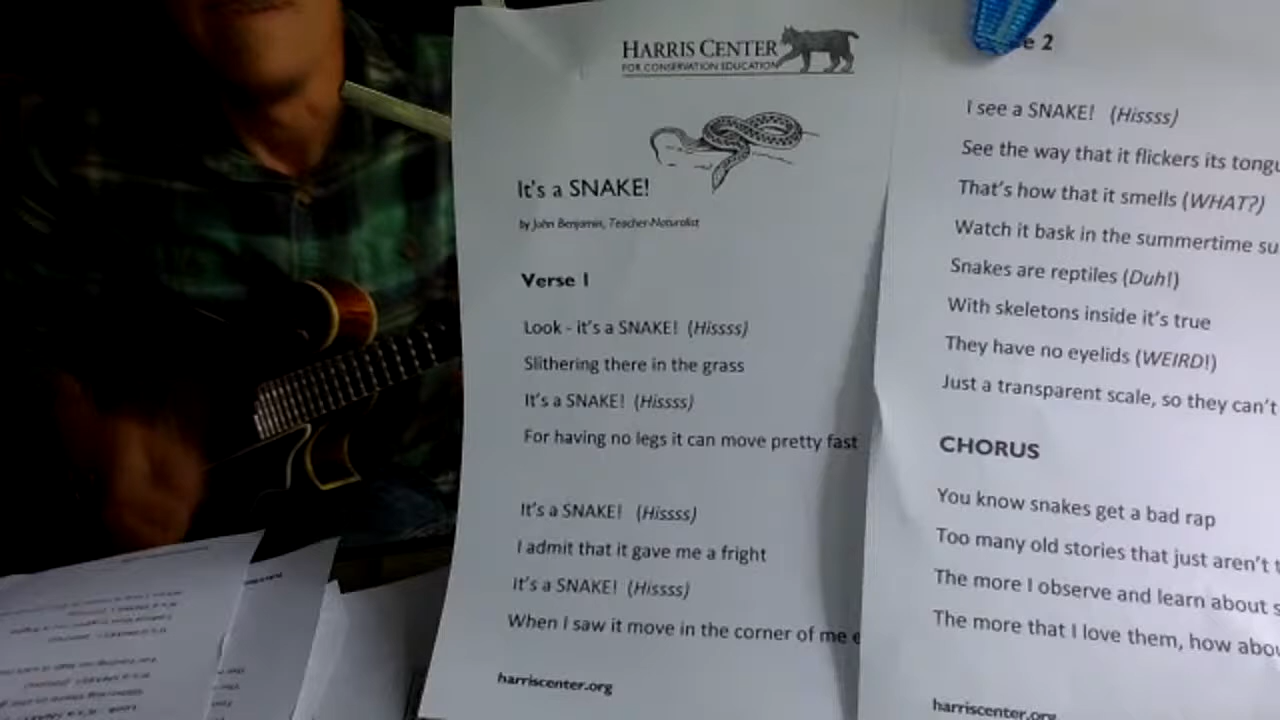 HARRIS CENTER
FOR CONSERVATION EDUCATION
It's a SNAKE!
by John Benjamin, Teacher-Naturalist
Verse 1
Look - it's a SNAKE! (Hissss)
Slithering there in the grass
It's a SNAKE! (Hissss)
For having no legs it can move pretty fast
It's a SNAKE! (Hissss)
I admit that it gave me a fright
It's a SNAKE! (Hissss)
When I saw it move in the corner of me e
harriscenter.org
e 2
I see a SNAKE! (Hissss)
See the way that it flickers its tongu
That's how that it smells (WHAT?)
Watch it bask in the summertime su
Snakes are reptiles (Duh!)
With skeletons inside it's true
They have no eyelids (WEIRD!)
Just a transparent scale, so they can't
CHORUS
You know snakes get a bad rap
Too many old stories that just aren't t
The more I observe and learn about s
The more that I love them, how abou
harriscenter.org